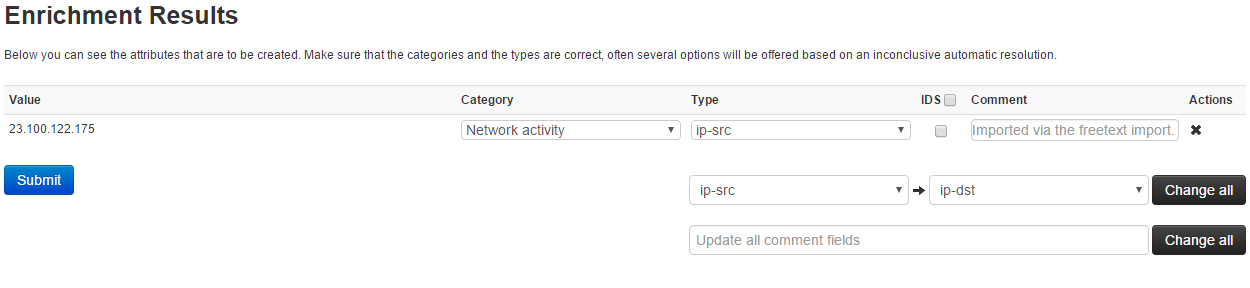 Enrichment Results
Below you can see the attributes that are to be created. Make sure that the categories and the types are correct, often several options will be offered based on an inconclusive automatic resolution.
Value Category Type IDS Comment Actions
23.100.122.175 Network activity ip-src Imported via the freetext import.
Submit
ip-src ip-dst Change all
Update all comment fields Change all